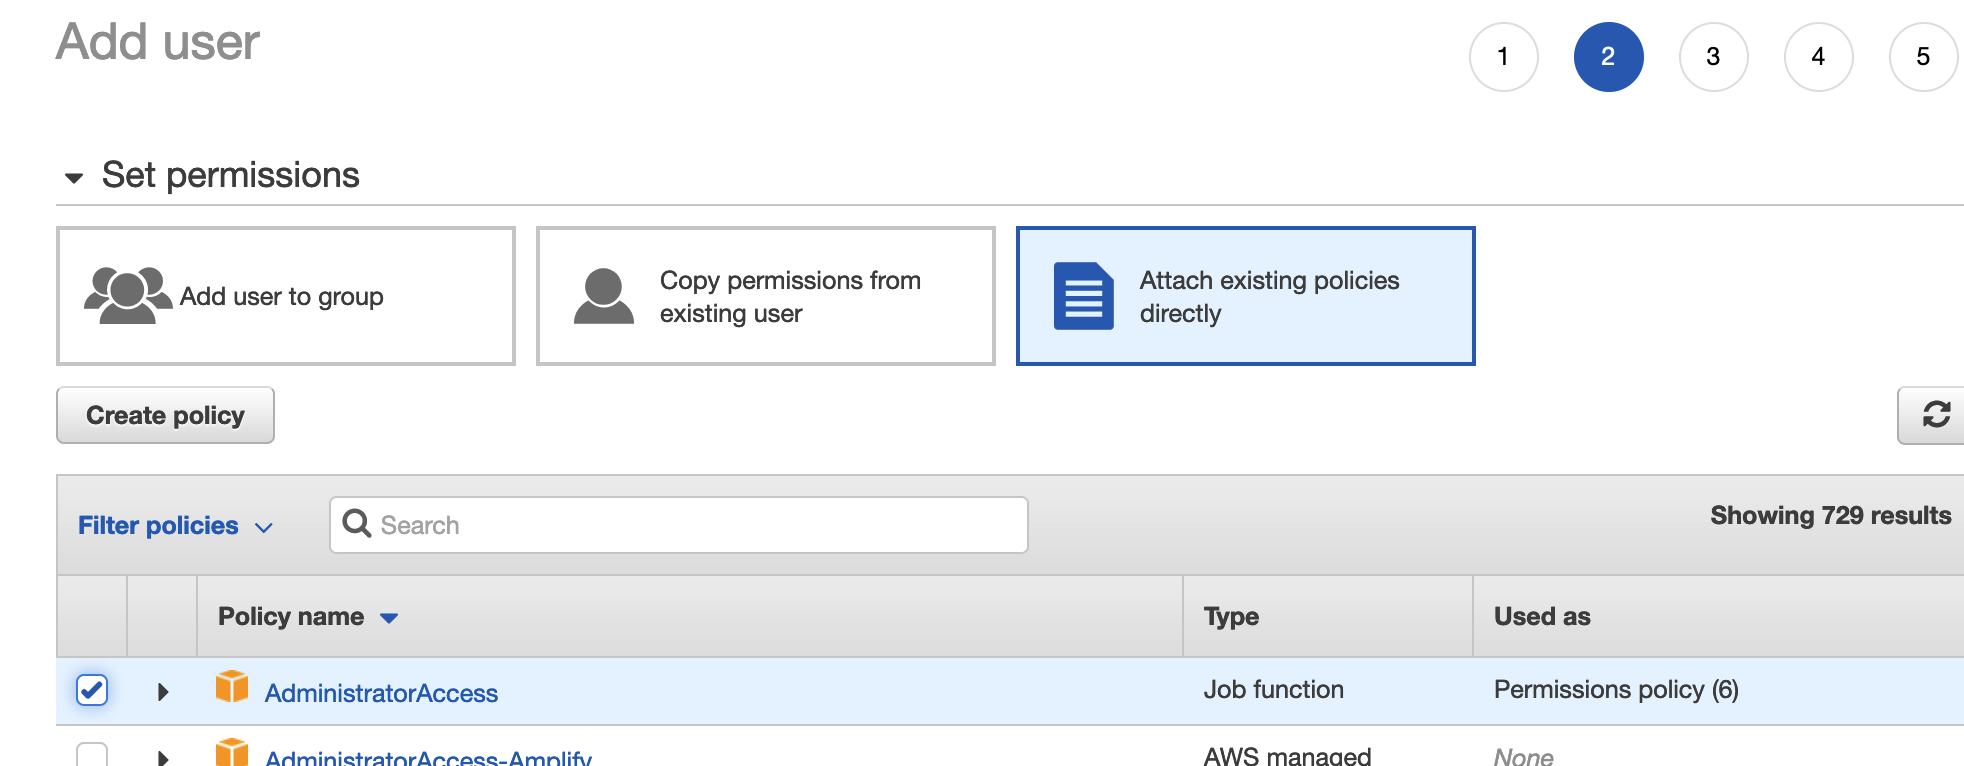 Add user
1 2 3 4 5
Set permissions
Add user to group
Copy permissions from
existing user
Attach existing policies
directly
Create policy
Filter policies
Search
Showing 729 results
Policy name Type Used as
AdministratorAccess Job function Permissions policy (6)
AdministratorAccess-Amplify AWS managed None